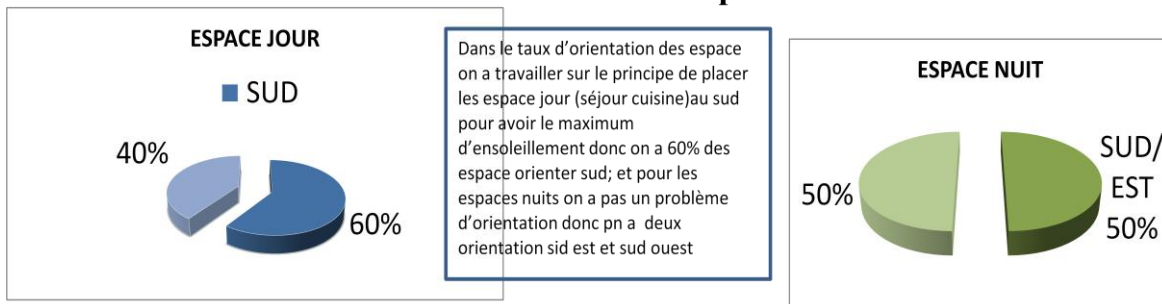 ESPACE JOUR
SUD
40%
60%
Dans le taux d'orientation des espace
on a travailler sur le principe de placer
les espace jour (séjour cuisine)au sud
pour avoir le maximum
d'ensoleillement donc on a 60% des
espace orienter sud; et pour les
espaces nuits on a pas un problème
d'orientation donc pn a deux
orientation sid est et sud ouest
ESPACE NUIT
50%
SUD/
EST
50%